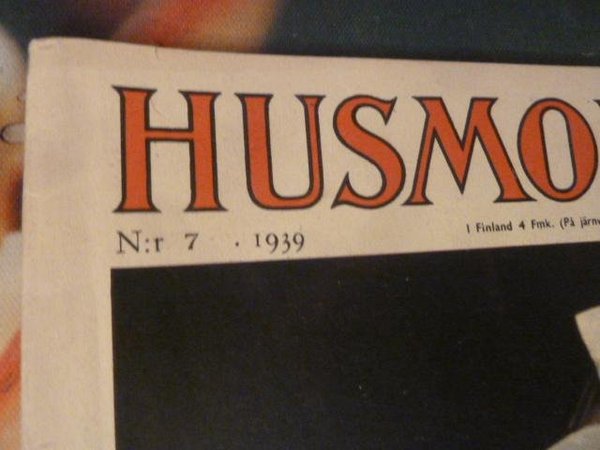 HUSMO
N:r 7 . 1939
I Finland 4 Fmk. (På järnv